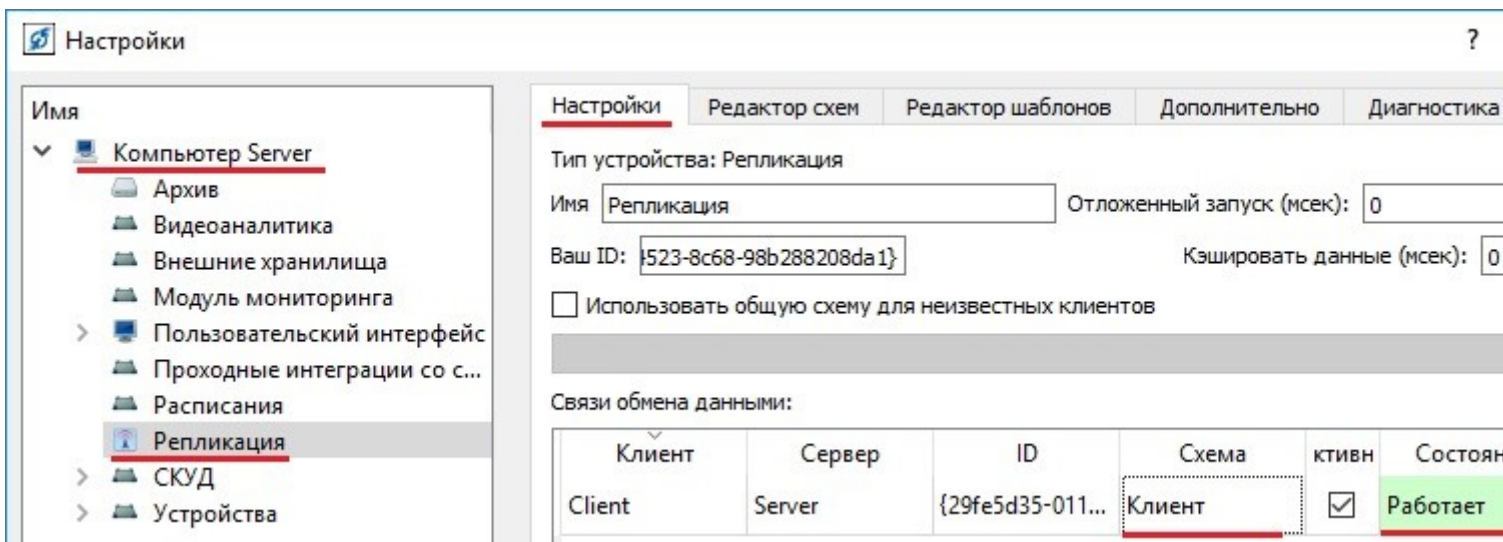 Настройки ?
Имя
Компьютер Server
Архив
Видеоаналитика
Внешние хранилища
Модуль мониторинга
Пользовательский интерфейс
Проходные интеграции со с...
Расписания
Репликация
СКУД
Устройства
Настройки Редактор схем Редактор шаблонов Дополнительно Диагностика
Тип устройства: Репликация
Имя Репликация Отложенный запуск (мсек): 0
Ваш ID: 4523-8c68-98b288208da1} Кэшировать данные (мсек): 0
Использовать общую схему для неизвестных клиентов
Связи обмена данными:
Клиент Сервер ID Схема ктивн Состоян
Client Server {29fe5d35-011... Клиент Работает